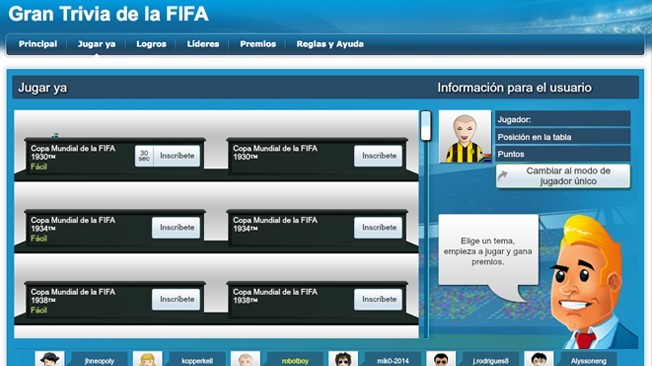 Gran Trivia de la FIFA
Principal Jugar ya Logros Líderes Premios Reglas y Ayuda
Jugar ya
Información para el usuario
Copa Mundial de la FIFA
1930™
Fácil
30
sec
Inscríbete
Copa Mundial de la FIFA
1930™
Inscríbete
Copa Mundial de la FIFA
1934™
Fácil
Inscríbete
Copa Mundial de la FIFA
1934™
Inscríbete
Copa Mundial de la FIFA
1938™
Fácil
Inscríbete
Copa Mundial de la FIFA
1938™
Inscríbete
Jugador:
Posición en la tabla
Puntos
Cambiar al modo de
jugador único
Elige un tema,
empieza a jugar y gana
premios.
jhneopoly kopperkell robotboy mik0-2014 j.rodrigues8 Alyssoneng